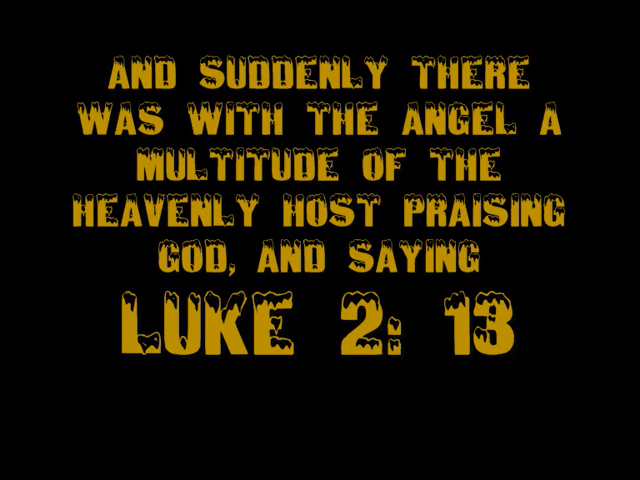 AND SUDDENLY THERE
WAS WITH THE ANGEL A
MULTITUDE OF THE
HEAVENLY HOST PRAISING
GOD, AND SAYING
LUKE 2: 13